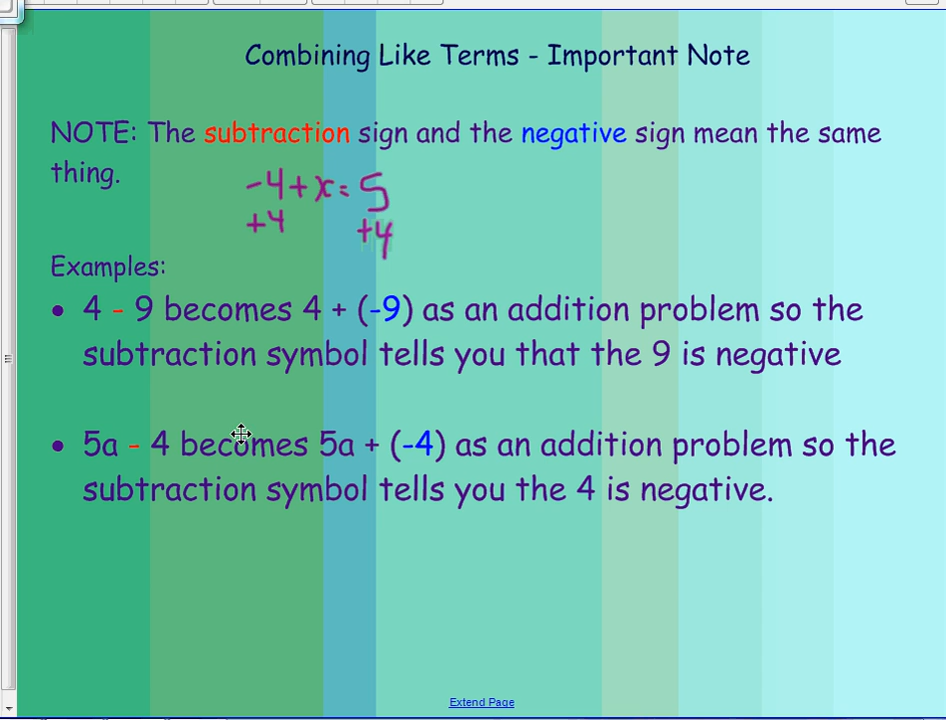 Combining Like Terms - Important Note
NOTE: The subtraction sign and the negative sign mean the same
thing.
-4+x=5
+4 +4
Examples:
• 4 - 9 becomes 4 + (-9) as an addition problem so the
subtraction symbol tells you that the 9 is negative
• 5a - 4 becomes 5a + (-4) as an addition problem so the
subtraction symbol tells you the 4 is negative.
Extend Page